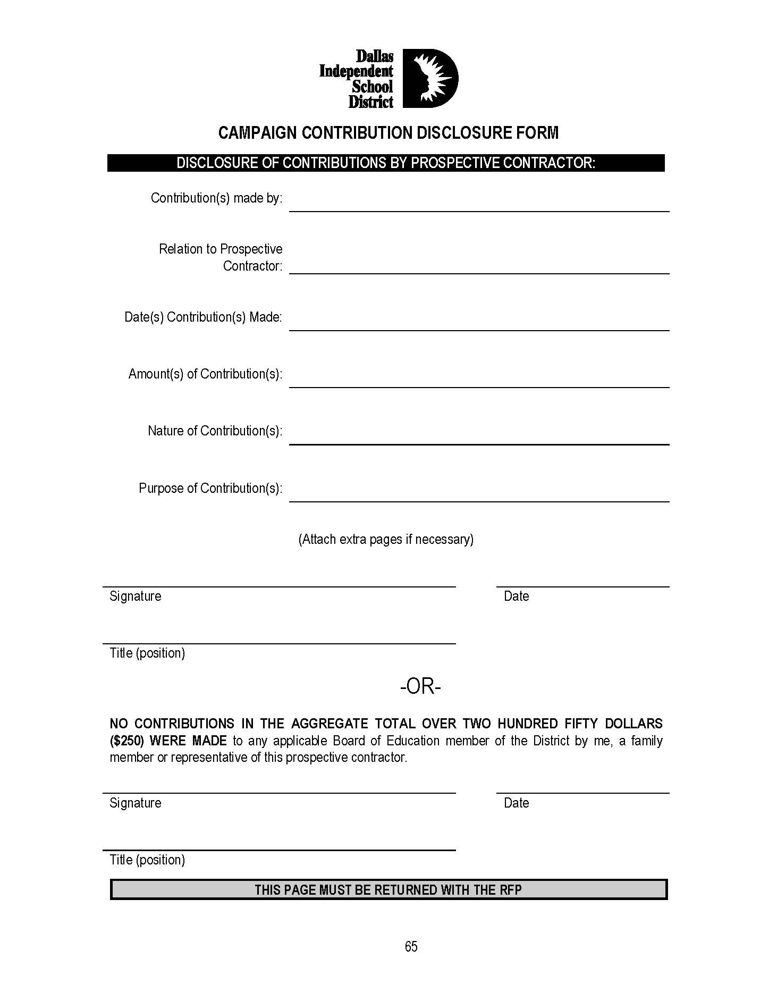 Dallas
Independent
School
District
CAMPAIGN CONTRIBUTION DISCLOSURE FORM
DISCLOSURE OF CONTRIBUTIONS BY PROSPECTIVE CONTRACTOR:
Contribution(s) made by:
Relation to Prospective
Contractor:
Date(s) Contribution(s) Made:
Amount(s) of Contribution(s):
Nature of Contribution(s):
Purpose of Contribution(s):
(Attach extra pages if necessary)
Signature Date
Title (position)
-OR-
NO CONTRIBUTIONS IN THE AGGREGATE TOTAL OVER TWO HUNDRED FIFTY DOLLARS
($250) WERE MADE to any applicable Board of Education member of the District by me, a family
member or representative of this prospective contractor.
Signature Date
Title (position)
THIS PAGE MUST BE RETURNED WITH THE RFP
65